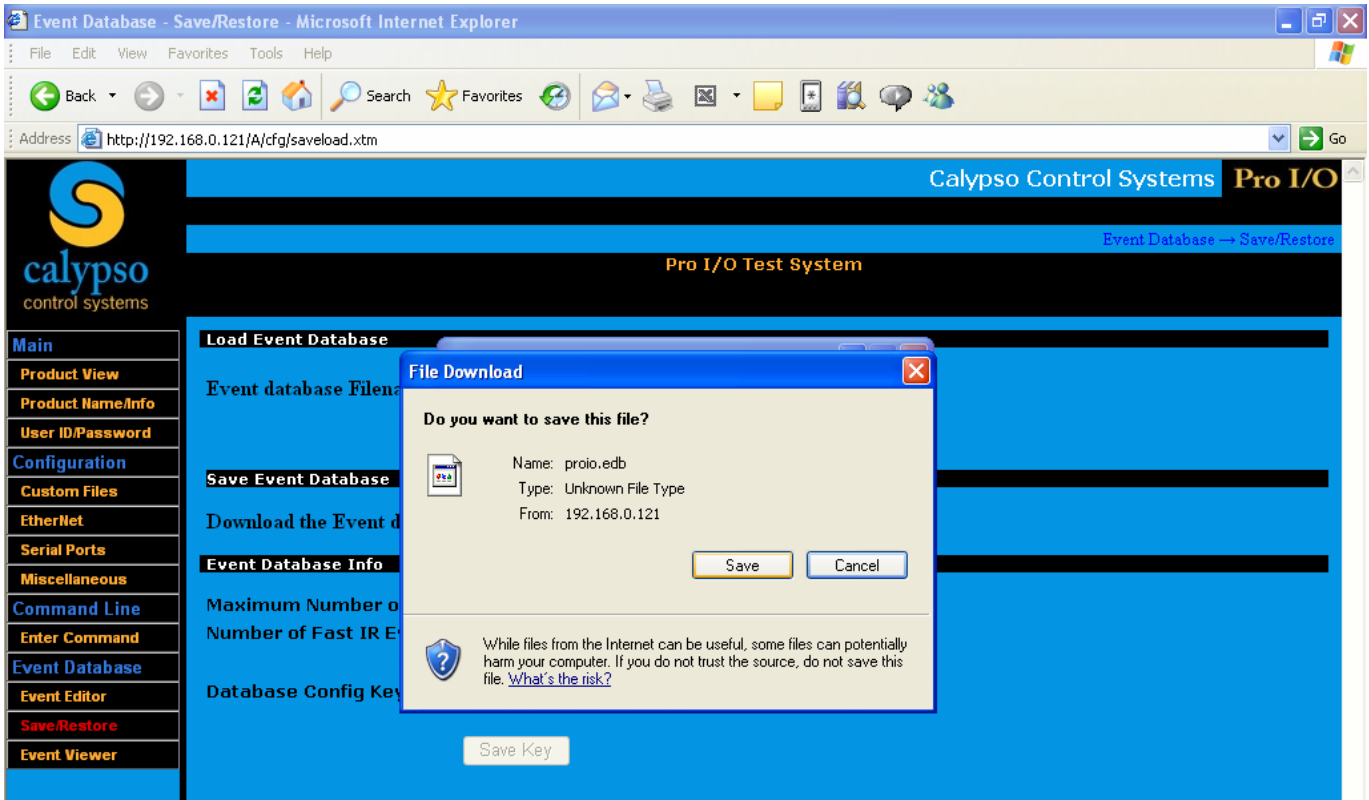 Event Database - Save/Restore - Microsoft Internet Explorer
File Edit View Favorites Tools Help
Back Search Favorites
Address http://192.168.0.121/A/cfg/saveload.xtm Go
Calypso Control Systems Pro I/O
Event Database → Save/Restore
calypso
control systems
Pro I/O Test System
Main
Product View
Product Name/Info
User ID/Password
Configuration
Custom Files
EtherNet
Serial Ports
Miscellaneous
Command Line
Enter Command
Event Database
Event Editor
Save/Restore
Event Viewer
Load Event Database
Event database Filena
Save Event Database
Download the Event d
Event Database Info
Maximum Number o
Number of Fast IR E
Database Config Key
Save Key
File Download
Do you want to save this file?
Name: proio.edb
Type: Unknown File Type
From: 192.168.0.121
Save Cancel
While files from the Internet can be useful, some files can potentially
harm your computer. If you do not trust the source, do not save this
file. What's the risk?